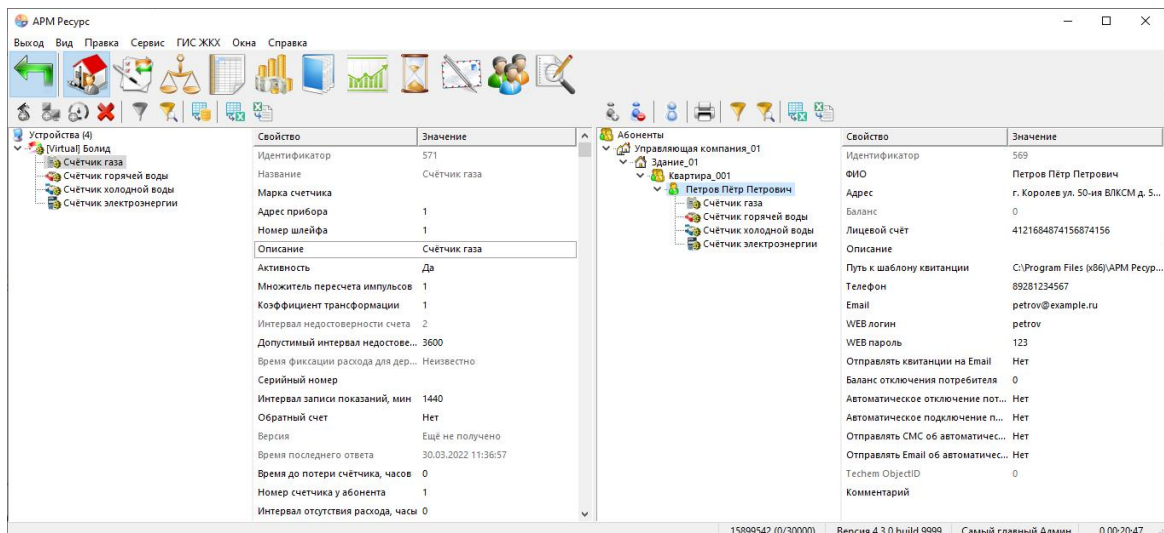 АРМ Ресурс
Выход Вид Правка Сервис ГИС ЖКХ Окна Справка
Устройства (4)
[Virtual] Болид
Счётчик газа
Счётчик горячей воды
Счётчик холодной воды
Счётчик электроэнергии
Свойство Значение
Идентификатор 571
Название Счётчик газа
Марка счетчика
Адрес прибора 1
Номер шлейфа 1
Описание Счётчик газа
Активность Да
Множитель пересчета импульсов 1
Коэффициент трансформации 1
Интервал недостоверности счета 2
Допустимый интервал недостове... 3600
Время фиксации расхода для дер... Неизвестно
Серийный номер
Интервал записи показаний, мин 1440
Обратный счет Нет
Версия Ещё не получено
Время последнего ответа 30.03.2022 11:36:57
Время до потери счётчика, часов 0
Номер счетчика у абонента 1
Интервал отсутствия расхода, часы 0
Абоненты
Управляющая компания_01
Здание_01
Квартира_001
Петров Пётр Петрович
Счётчик газа
Счётчик горячей воды
Счётчик холодной воды
Счётчик электроэнергии
Свойство Значение
Идентификатор 569
ФИО Петров Пётр Петрович
Адрес г. Королев ул. 50-ия ВЛКСМ д. 5...
Баланс 0
Лицевой счёт 4121684874156874156
Описание
Путь к шаблону квитанции C:\Program Files (x86)\АРМ Ресур...
Телефон 89281234567
Email petrov@example.ru
WEB логин petrov
WEB пароль 123
Отправлять квитанции на Email Нет
Баланс отключения потребителя 0
Автоматическое отключение пот... Нет
Автоматическое подключение п... Нет
Отправлять СМС об автоматичес... Нет
Отправлять Email об автоматичес... Нет
Techem ObjectID 0
Комментарий
15899542 (0/30000) Версия 4.3.0 build 9999 Самый главный Админ 0.00:20:47